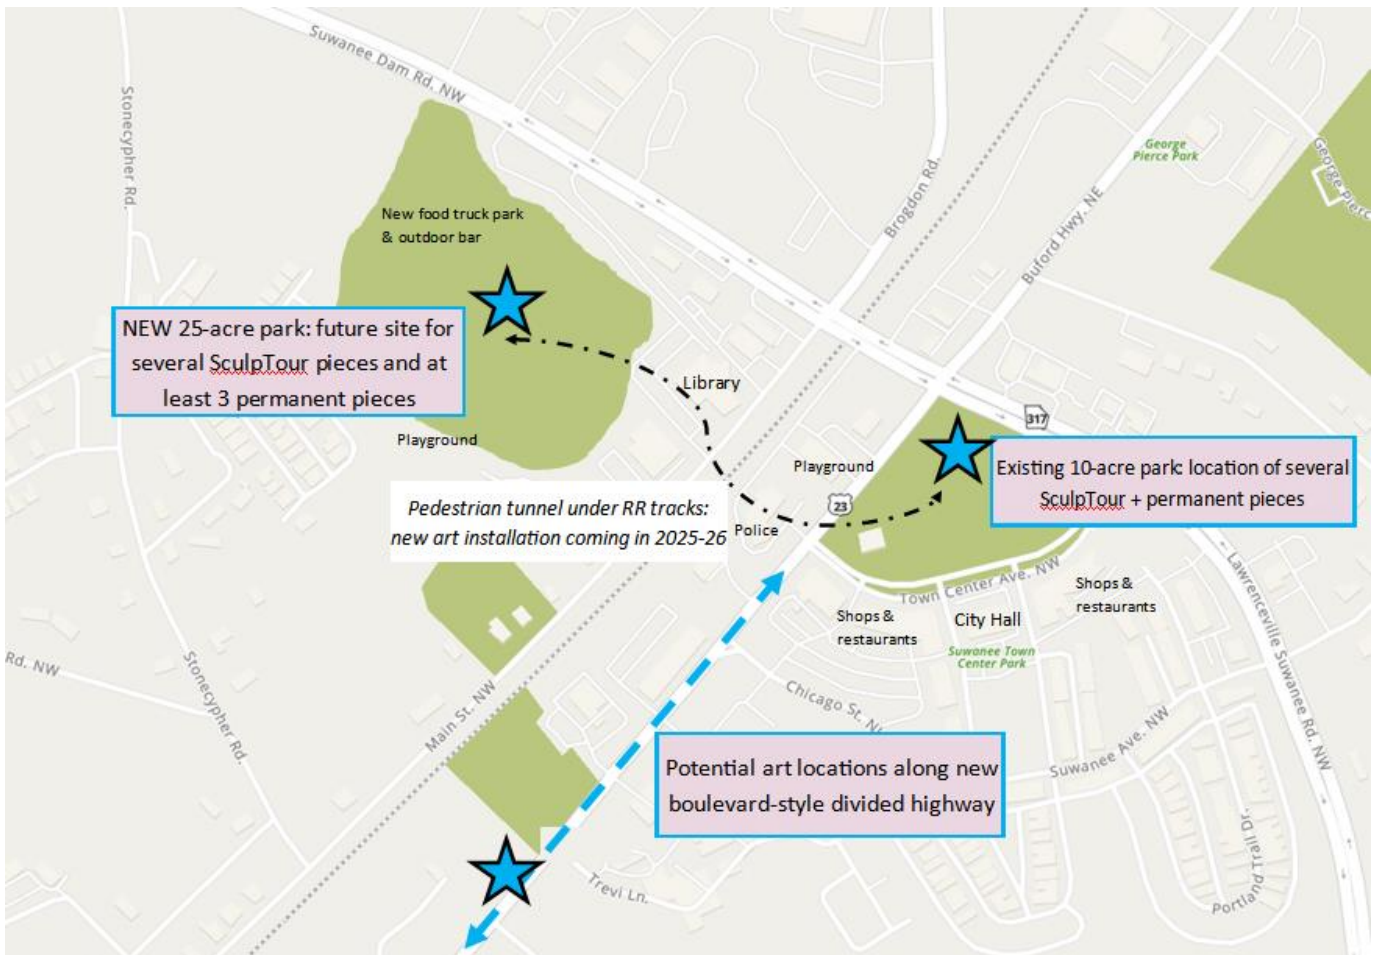 Suwanee Dam Rd. NW
Stonecypher Rd.
George
Pierce Park
George Pierc
Brogdon Rd.
Buford Hwy. NE
New food truck park
& outdoor bar
NEW 25-acre park: future site for
several SculpTour pieces and at
least 3 permanent pieces
Library
317
Playground
Playground
Existing 10-acre park: location of several
SculpTour + permanent pieces
23
Pedestrian tunnel under RR tracks:
new art installation coming in 2025-26
Police
Town Center Ave. NW
Shops &
restaurants
Shops &
restaurants
City Hall
Suwanee Town
Center Park
Lawrenceville Suwanee Rd. NW
Rd. NW
Stonecypher Rd.
Main St. NW
Chicago St. N
Suwanee Ave. NW
Potential art locations along new
boulevard-style divided highway
Portland Trail Dr.
Trevi Ln.